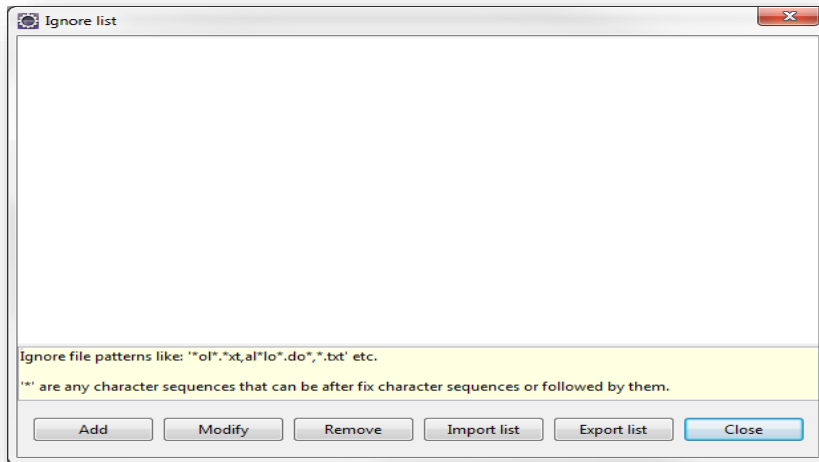 Ignore list
Ignore file patterns like: '*ol*.*xt,al*lo*.do*,*.txt' etc.
'*' are any character sequences that can be after fix character sequences or followed by them.
Add Modify Remove Import list Export list Close